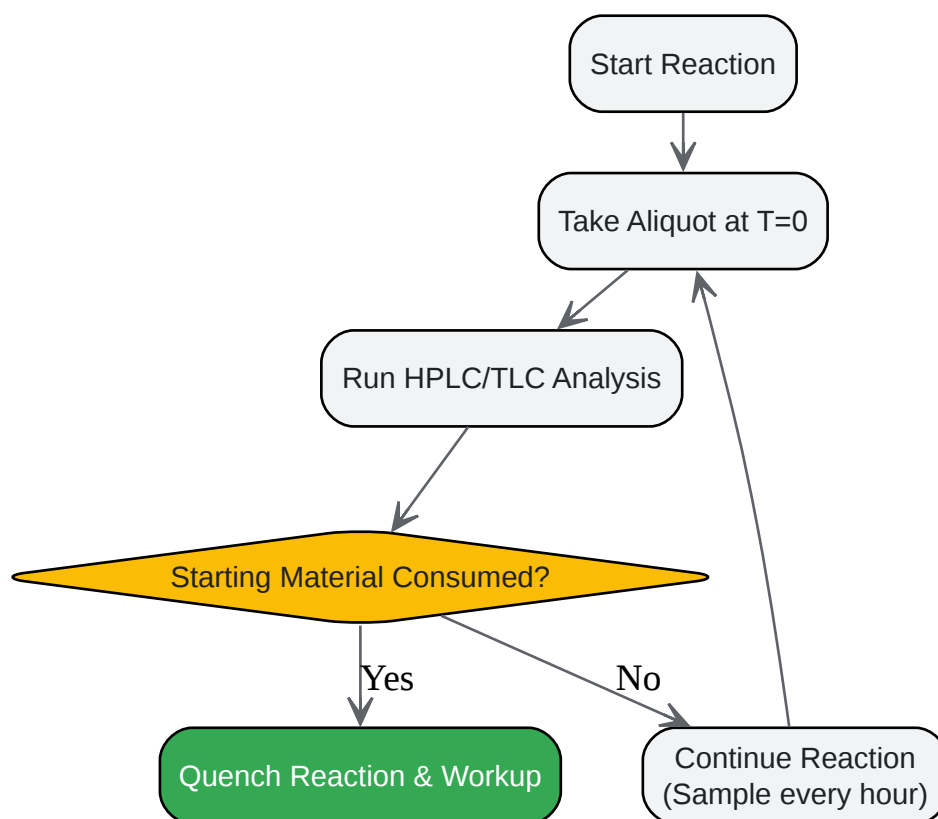 Start Reaction
Take Aliquot at T=0
Run HPLC/TLC Analysis
Starting Material Consumed?
Yes
No
Quench Reaction & Workup
Continue Reaction
(Sample every hour)